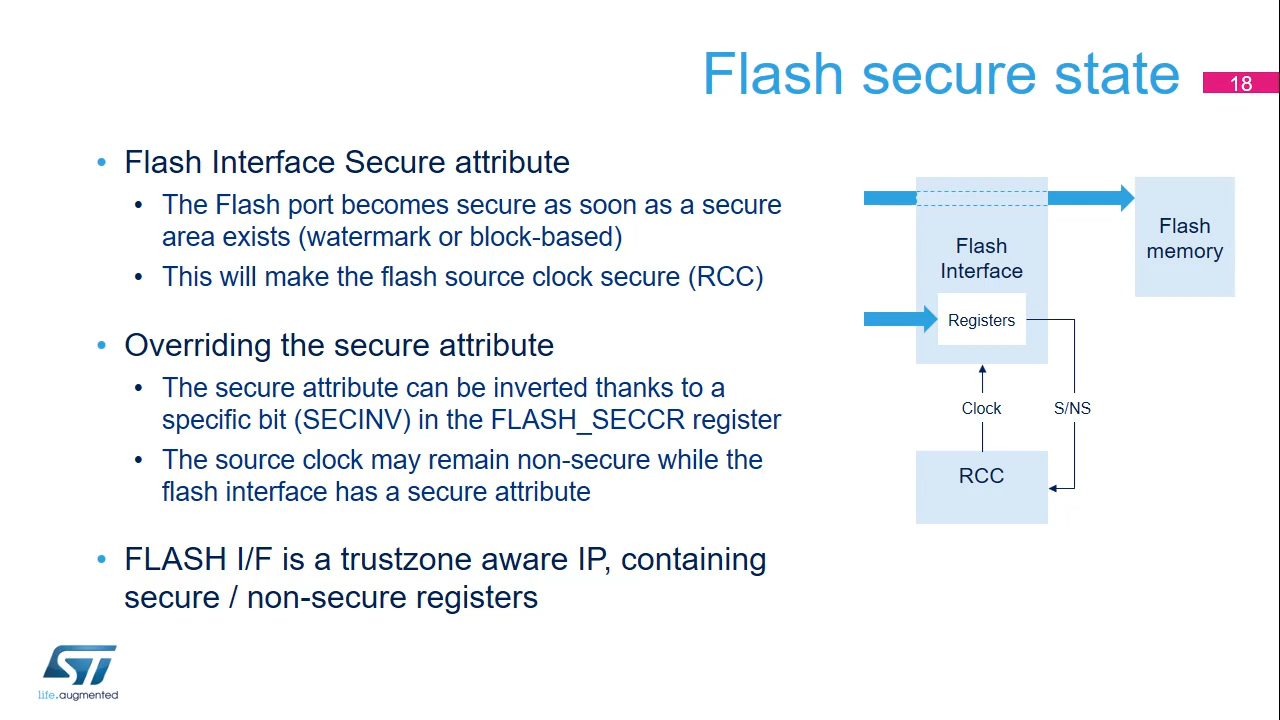 Flash secure state
18
• Flash Interface Secure attribute
• The Flash port becomes secure as soon as a secure
area exists (watermark or block-based)
• This will make the flash source clock secure (RCC)
• Overriding the secure attribute
• The secure attribute can be inverted thanks to a
specific bit (SECINV) in the FLASH_SECCR register
• The source clock may remain non-secure while the
flash interface has a secure attribute
• FLASH I/F is a trustzone aware IP, containing
secure / non-secure registers
Flash
Interface
Registers
Flash
memory
Clock
S/NS
RCC
ST
life.augmented